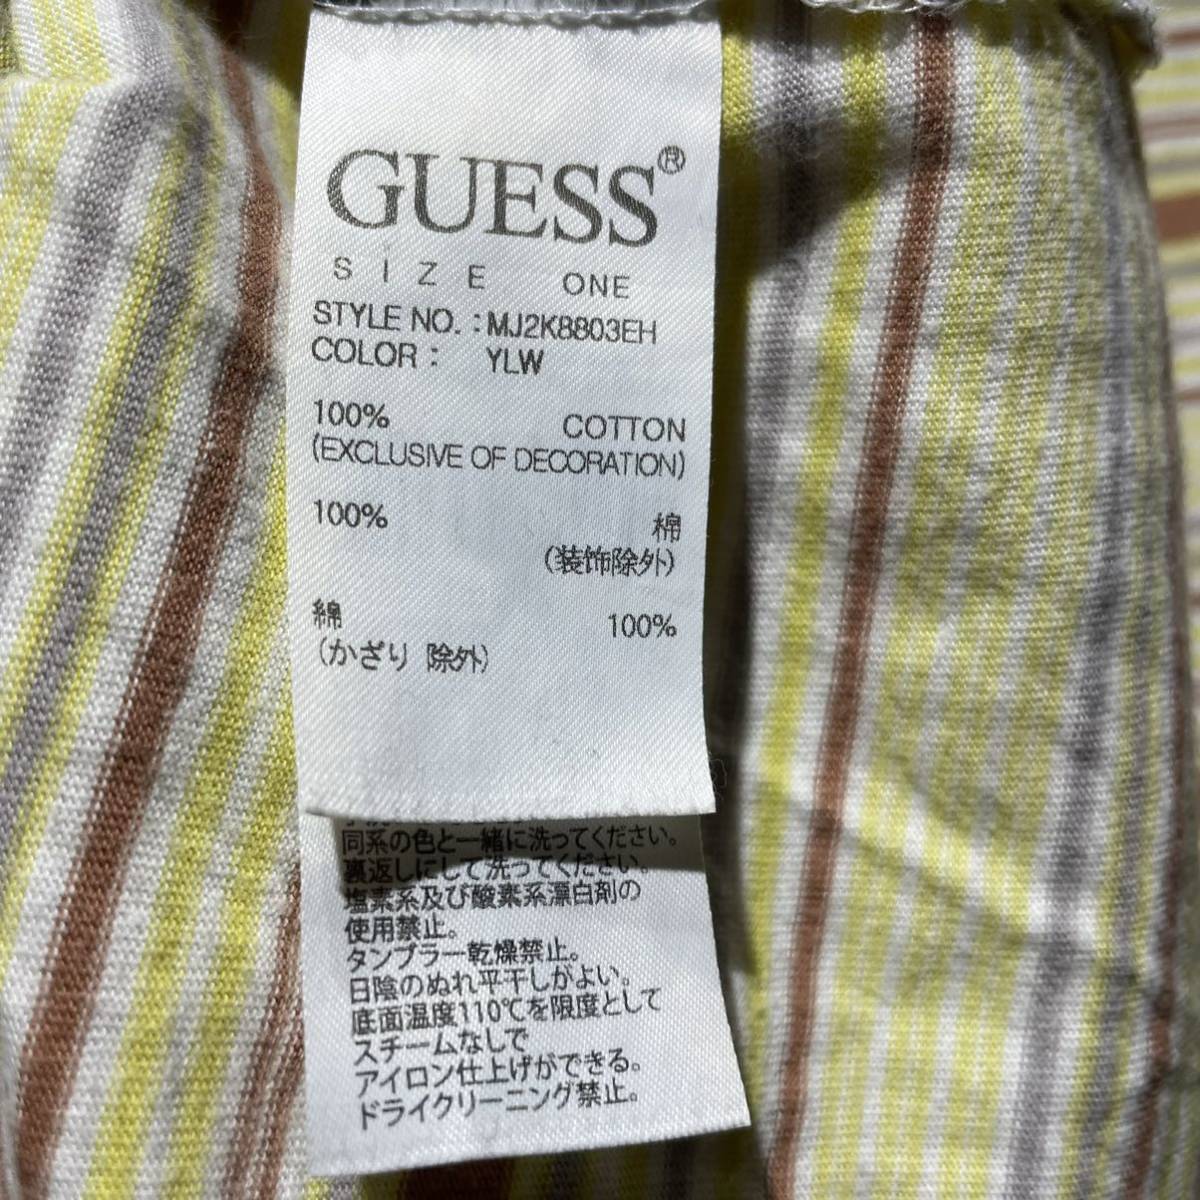 GUESS®
SIZE ONE
STYLE NO. : MJ2K8803EH
COLOR : YLW
100% COTTON
(EXCLUSIVE OF DECORATION)
100% 棉
(装饰除外)
綿 100%
(かざり 除外)
同系の色と一緒に洗ってください。
裏返しにして洗ってください。
塩素系及び酸素系漂白剤の
使用禁止。
タンブラー乾燥禁止。
日陰のぬれ平干しがよい。
底面温度110℃を限度として
スチームなしで
アイロン仕上げができる。
ドライクリーニング禁止。